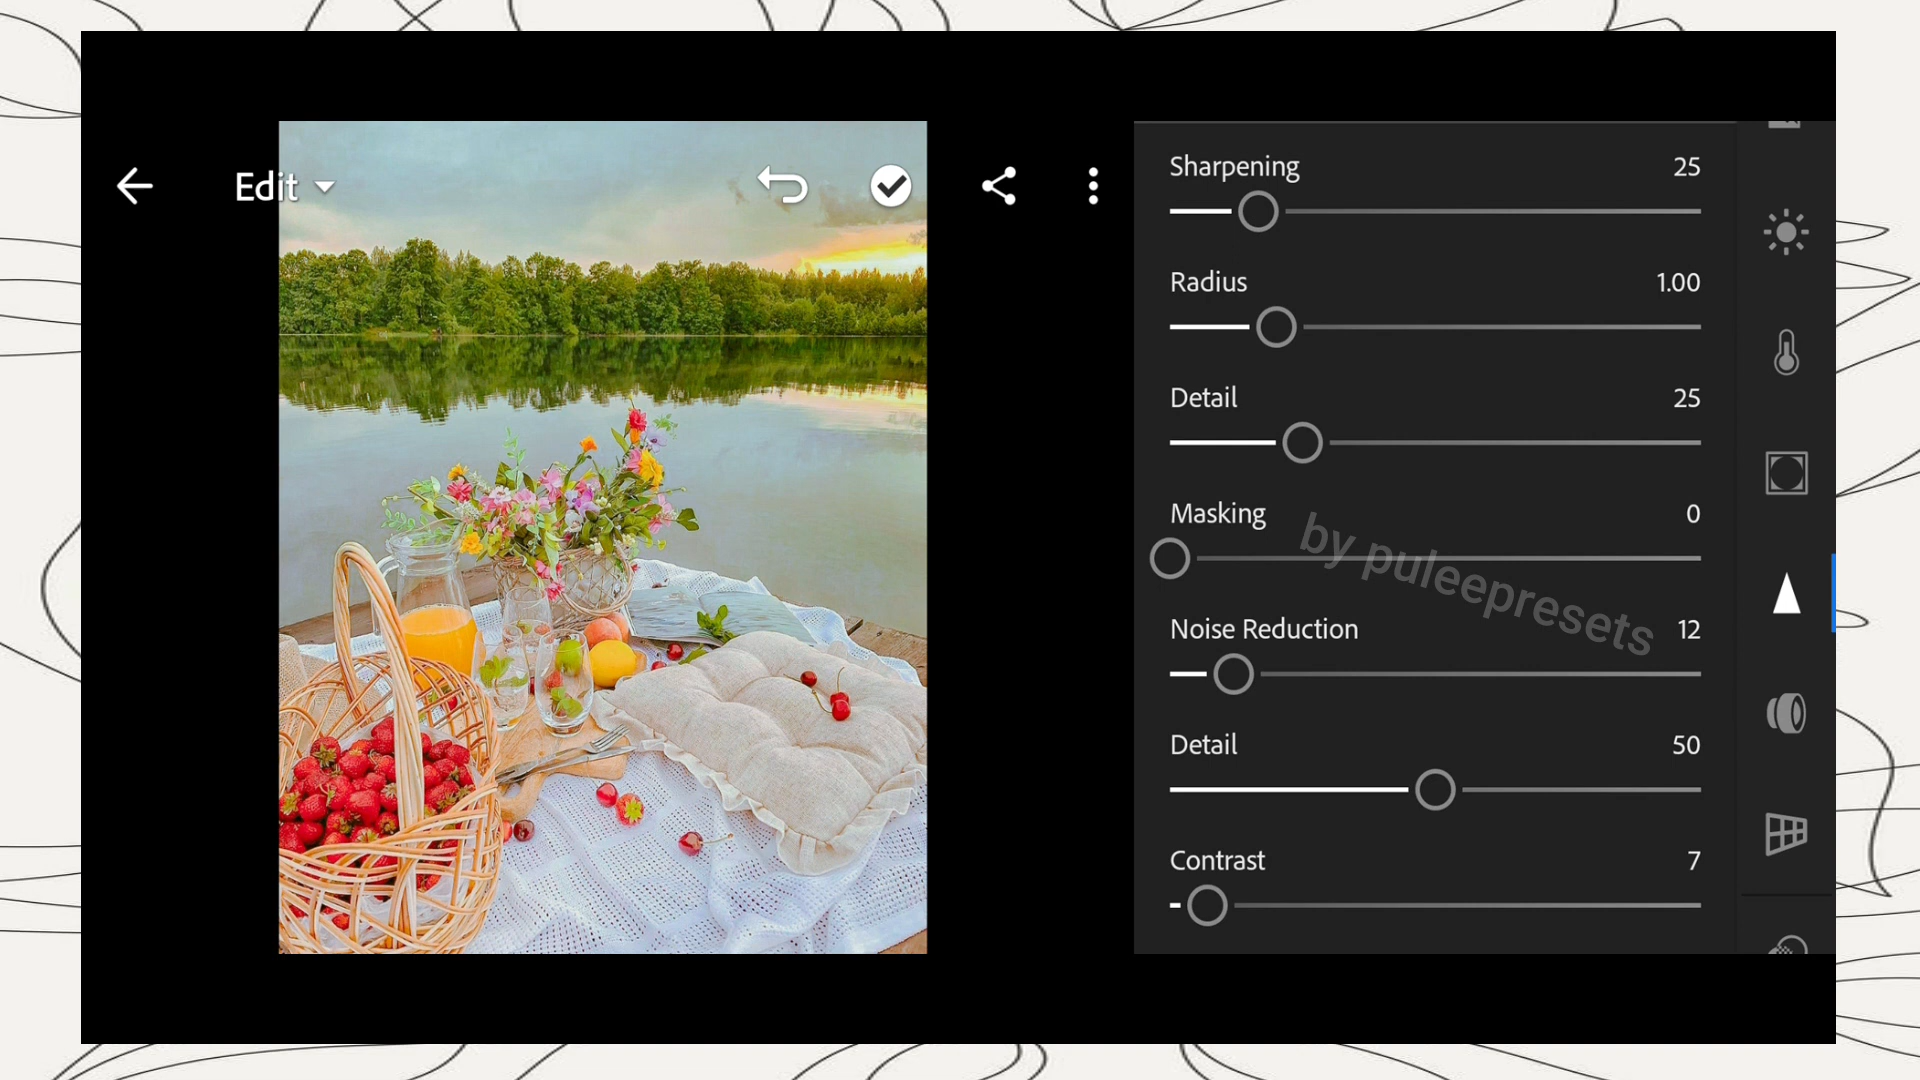 Edit
Sharpening 25
Radius 1.00
Detail 25
Masking 0
by puleepresets
Noise Reduction 12
Detail 50
Contrast 7